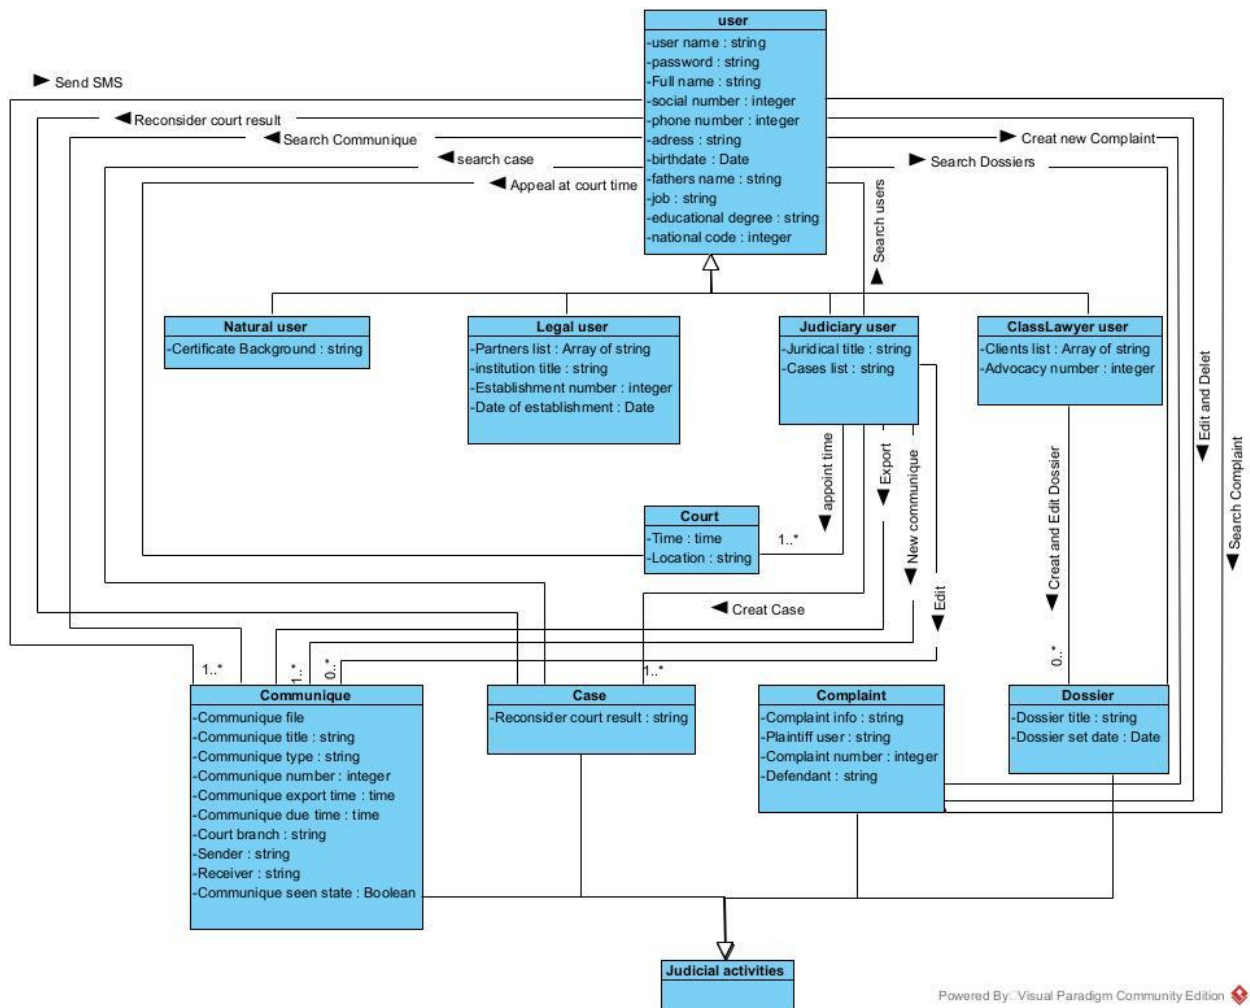 user
-user name : string
-password : string
-Full name : string
-social number : integer
-phone number : integer
-adress : string
-birthdate : Date
-fathers name : string
-job : string
-educational degree : string
-national code : integer
Send SMS
Reconsider court result
Search Communique
search case
Appeal at court time
Creat new Complaint
Search Dossiers
Search users
Edit and Delet
Search Complaint
Natural user
-Certificate Background : string
Legal user
-Partners list : Array of string
-institution title : string
-Establishment number : integer
-Date of establishment : Date
Judiciary user
-Juridical title : string
-Cases list : string
ClassLawyer user
-Clients list : Array of string
-Advocacy number : integer
appoint time
Export
New communique
Edit
Creat and Edit Dossier
Court
-Time : time
-Location : string
1..*
Creat Case
1..*
1..*
0..*
1..*
0..*
Communique
-Communique file
-Communique title : string
-Communique type : string
-Communique number : integer
-Communique export time : time
-Communique due time : time
-Court branch : string
-Sender : string
-Receiver : string
-Communique seen state : Boolean
Case
-Reconsider court result : string
Complaint
-Complaint info : string
-Plaintiff user : string
-Complaint number : integer
-Defendant : string
Dossier
-Dossier title : string
-Dossier set date : Date
Judicial activities
Powered By Visual Paradigm Community Edition